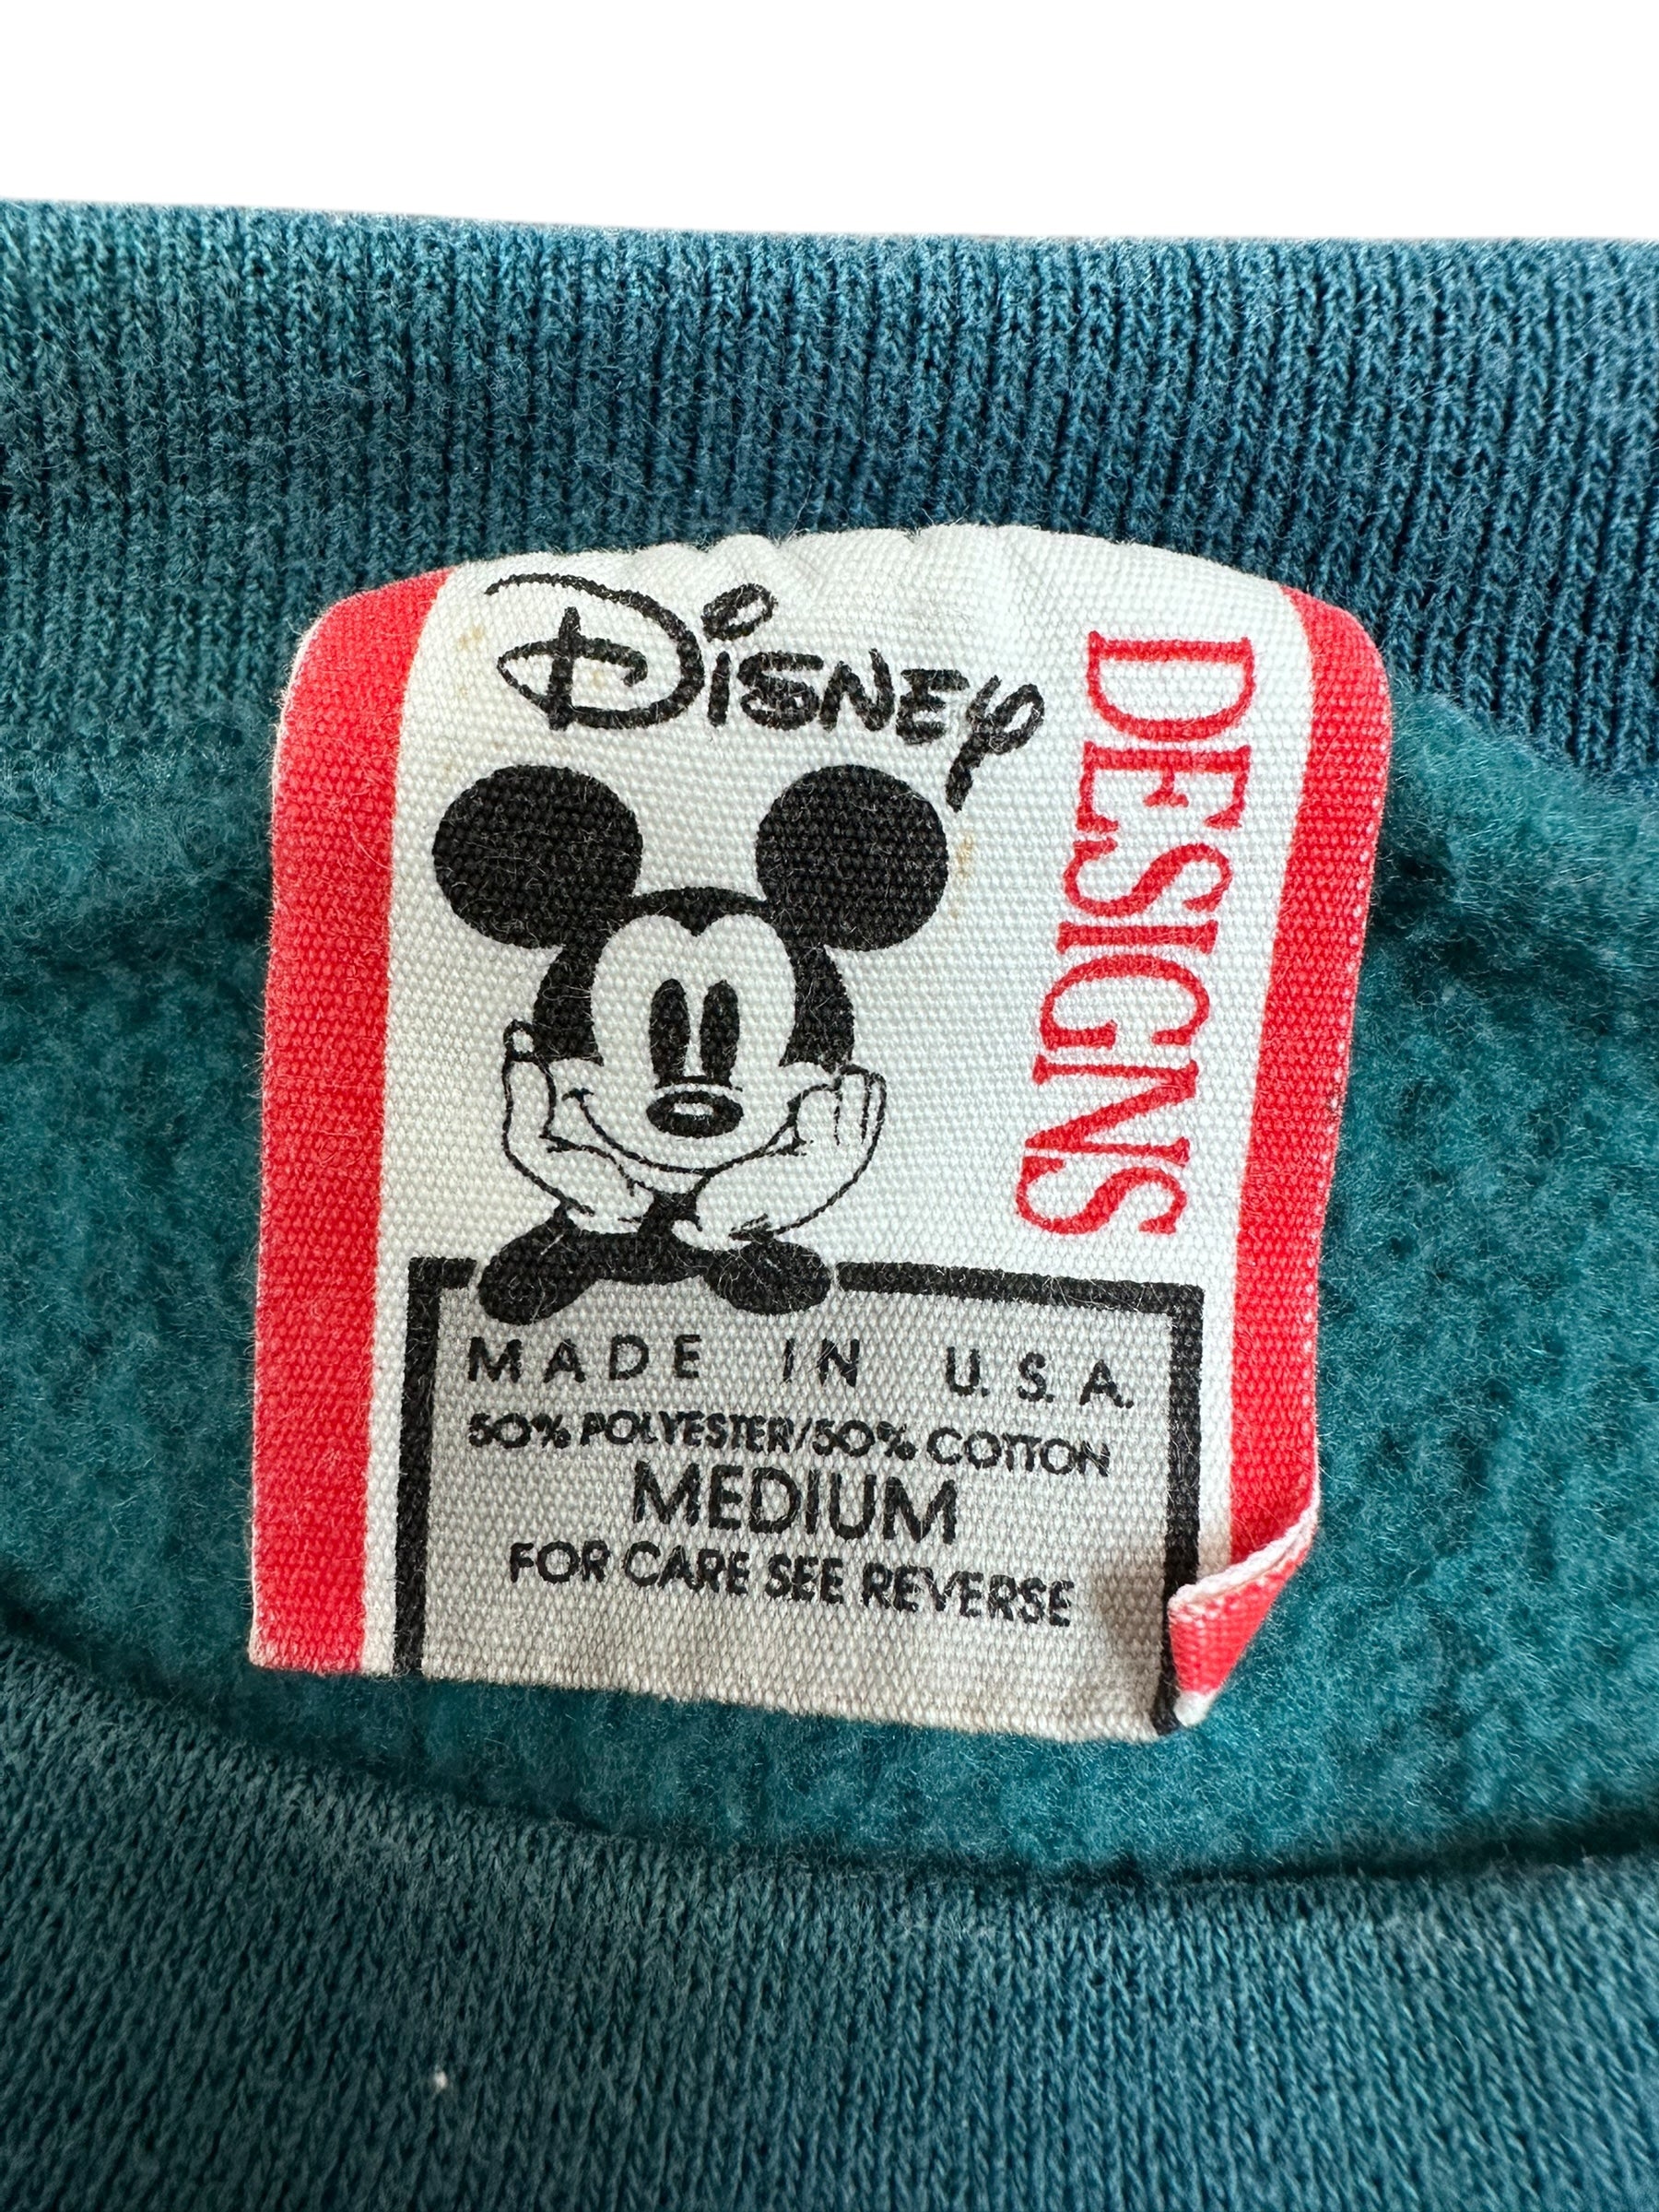 Disney
DESIGNS
MADE IN U.S.A.
50% POLYESTER/50% COTTON
MEDIUM
FOR CARE SEE REVERSE